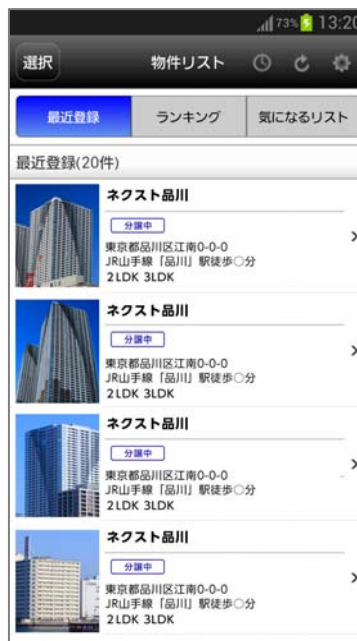 73% 13:20
選択 物件リスト
最近登録 ランキング 気になるリスト
最近登録(20件)
ネクスト品川
分譲中
東京都品川区江南0-0-0
JR山手線「品川」駅徒歩○分
2LDK 3LDK
ネクスト品川
分譲中
東京都品川区江南0-0-0
JR山手線「品川」駅徒歩○分
2LDK 3LDK
ネクスト品川
分譲中
東京都品川区江南0-0-0
JR山手線「品川」駅徒歩○分
2LDK 3LDK
ネクスト品川
分譲中
東京都品川区江南0-0-0
JR山手線「品川」駅徒歩○分
2LDK 3LDK